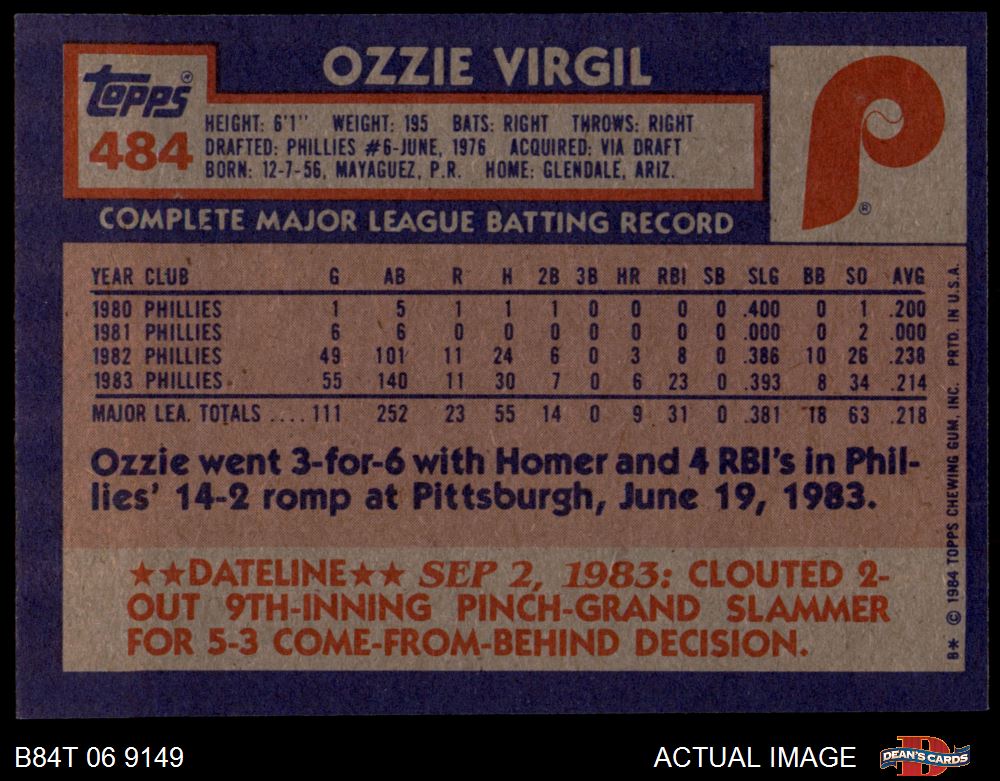 OZZIE VIRGIL
Topps ®
484
HEIGHT: 6'1" WEIGHT: 195 BATS: RIGHT THROWS: RIGHT
DRAFTED: PHILLIES #6-JUNE, 1976 ACQUIRED: VIA DRAFT
BORN: 12-7-56, MAYAGUEZ, P.R. HOME: GLENDALE, ARIZ.
P ®
COMPLETE MAJOR LEAGUE BATTING RECORD
YEAR CLUB G AB R H 2B 3B HR RBI SB SLG BB SO AVG
1980 PHILLIES 1 5 1 1 1 0 0 0 0 .400 0 1 .200
1981 PHILLIES 6 6 0 0 0 0 0 0 0 .000 0 2 .000
1982 PHILLIES 49 101 11 24 6 0 3 8 0 .386 10 26 .238
1983 PHILLIES 55 140 11 30 7 0 6 23 0 .393 8 34 .214
MAJOR LEA. TOTALS .... 111 252 23 55 14 0 9 31 0 .381 18 63 .218
Ozzie went 3-for-6 with Homer and 4 RBI's in Phil-
lies' 14-2 romp at Pittsburgh, June 19, 1983.
★★DATELINE★★ SEP 2, 1983: CLOUTED 2-
OUT 9TH-INNING PINCH-GRAND SLAMMER
FOR 5-3 COME-FROM-BEHIND DECISION.
B* © 1984 TOPPS CHEWING GUM, INC. PRTD. IN U.S.A.
B84T 06 9149
ACTUAL IMAGE
D
DEAN'S CARDS